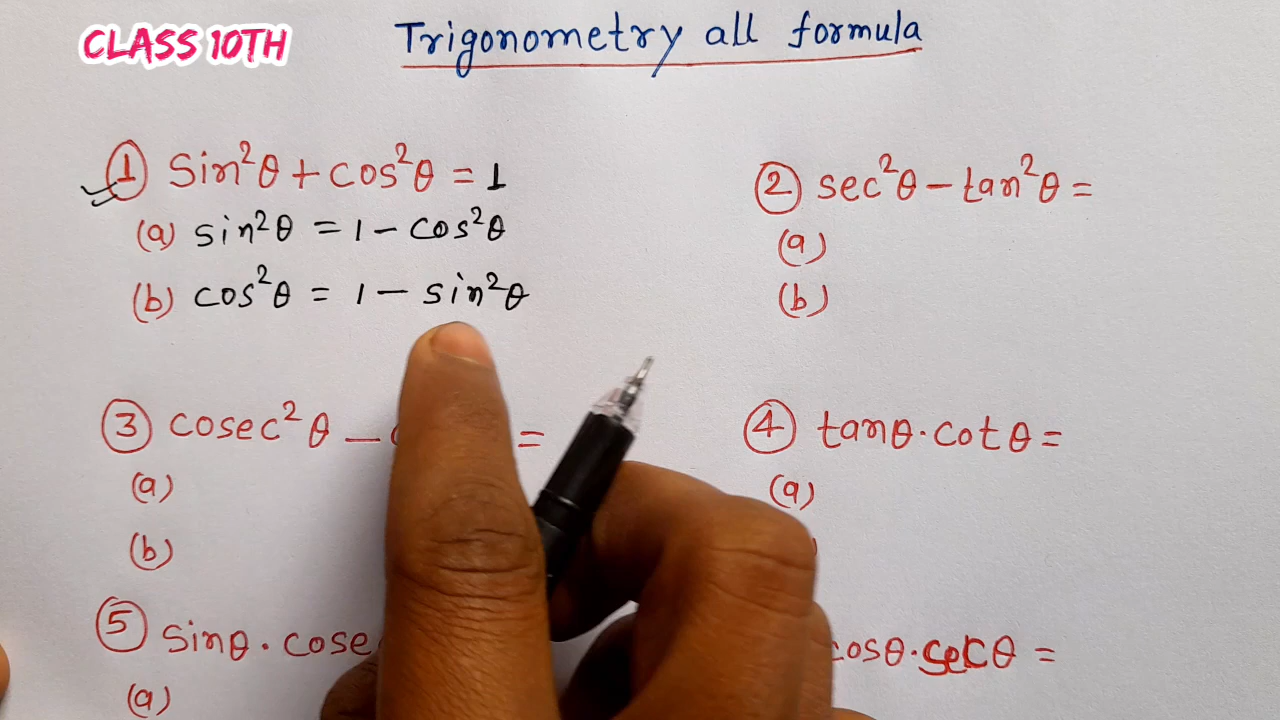 CLASS 10TH
Trigonometry all formula
① Sin²θ + cos²θ = 1
(a) sin²θ = 1 − cos²θ
(b) cos²θ = 1 − sin²θ
② sec²θ − tan²θ =
(a)
(b)
③ cosec²θ − =
(a)
(b)
④ tanθ · cotθ =
(a)
⑤ sinθ ·
(a)
cosθ · secθ =